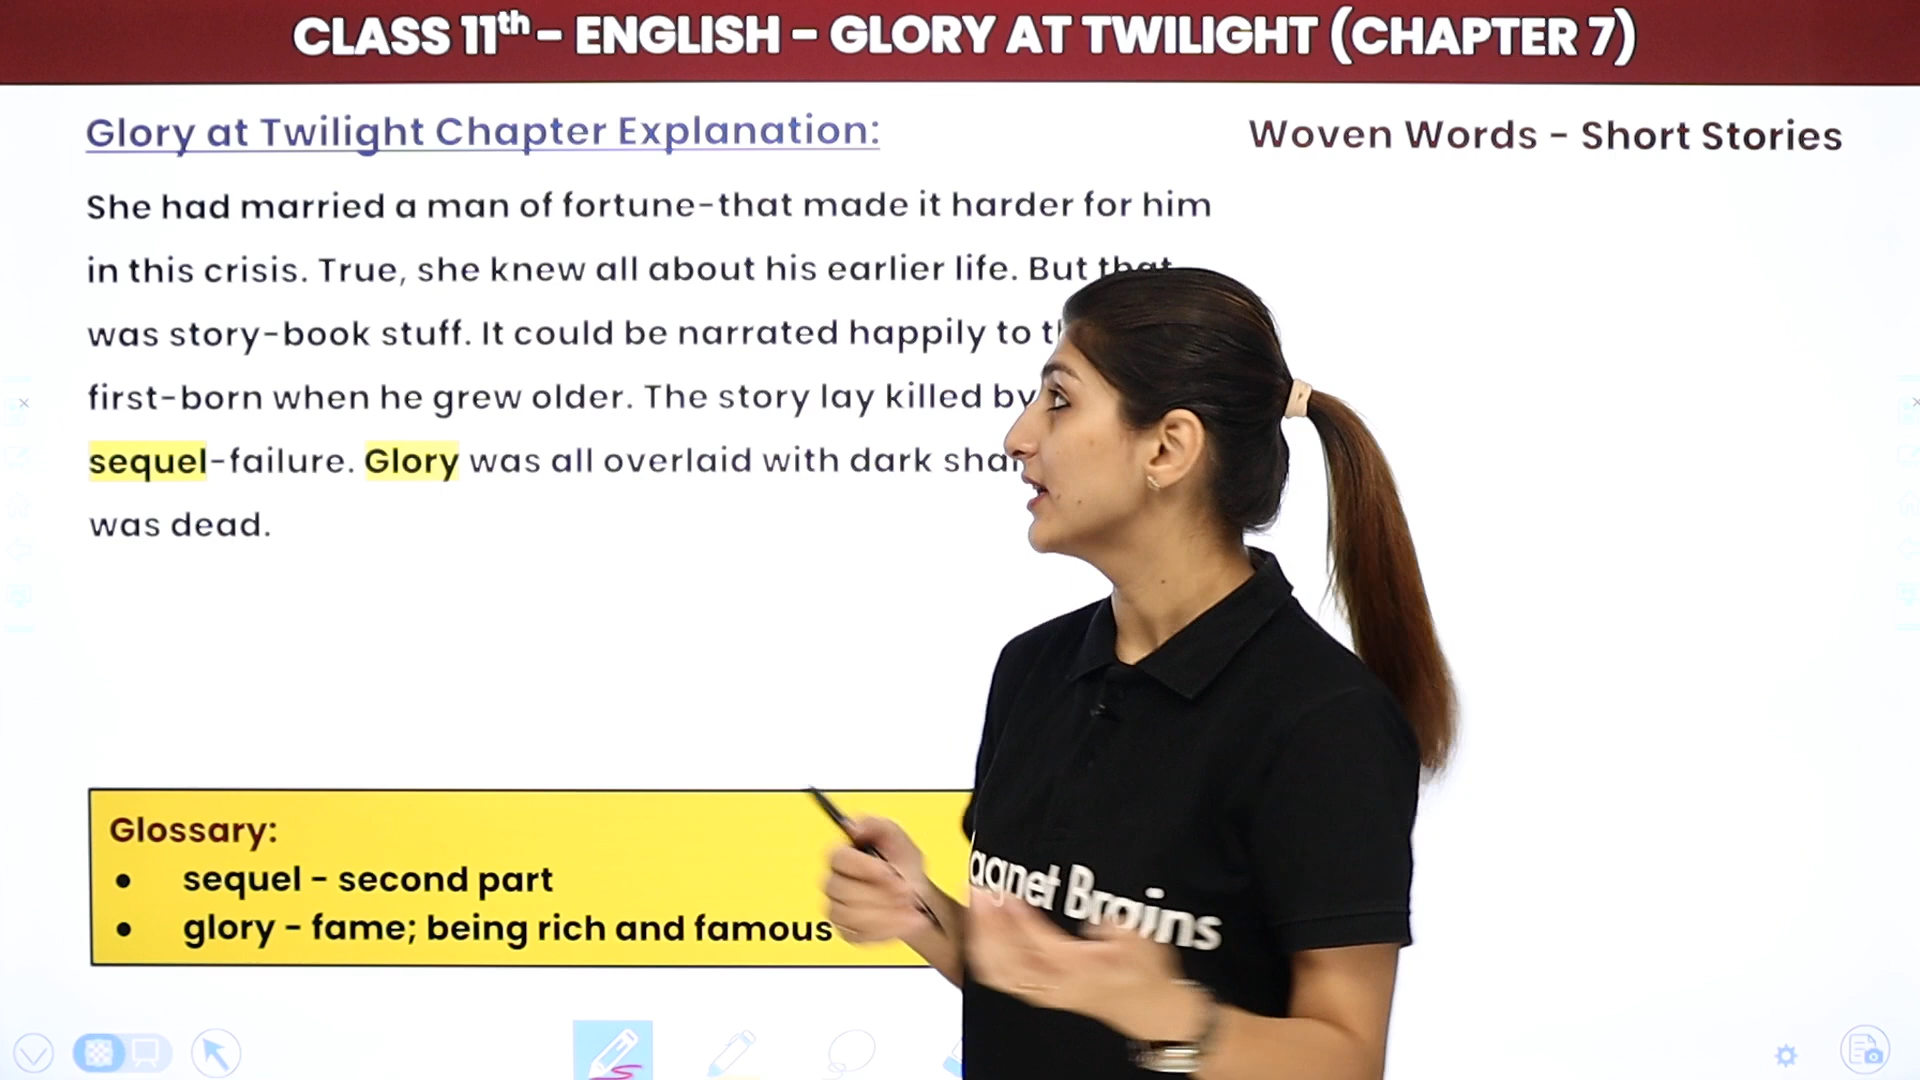 CLASS 11th - ENGLISH - GLORY AT TWILIGHT (CHAPTER 7)
Glory at Twilight Chapter Explanation:
Woven Words - Short Stories
She had married a man of fortune-that made it harder for him
in this crisis. True, she knew all about his earlier life. But that
was story-book stuff. It could be narrated happily to
first-born when he grew older. The story lay killed by
sequel-failure. Glory was all overlaid with dark
was dead.
Glossary:
● sequel - second part
● glory - fame; being rich and famous
agnet Brains